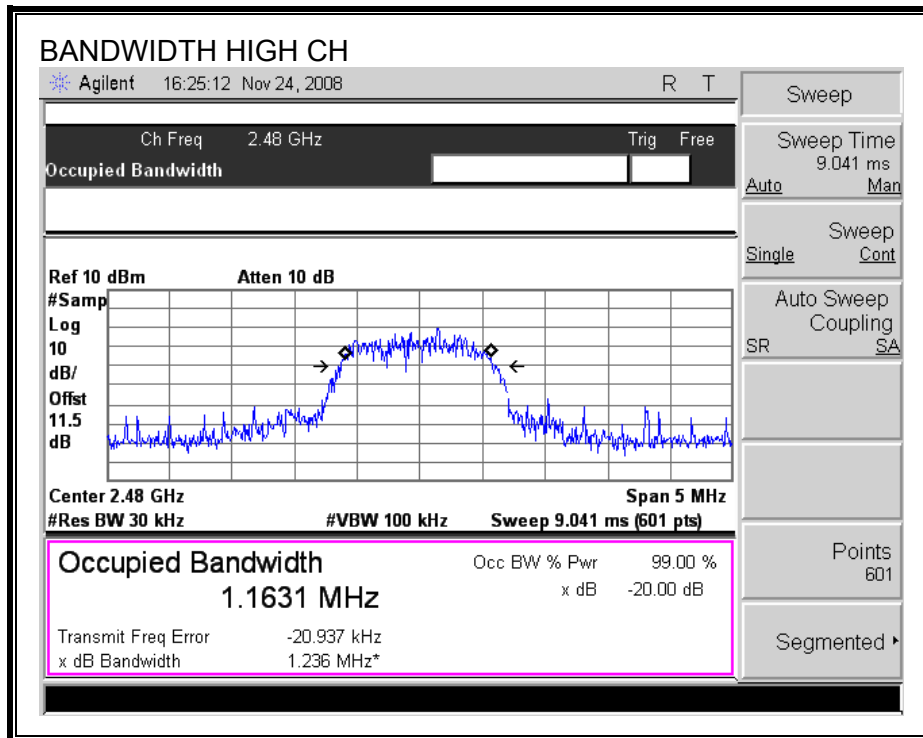 BANDWIDTH HIGH CH
Agilent 16:25:12 Nov 24, 2008 R T
Ch Freq 2.48 GHz Trig Free
Occupied Bandwidth
Ref 10 dBm Atten 10 dB
#Samp
Log
10
dB/
Offst
11.5
dB
Center 2.48 GHz Span 5 MHz
#Res BW 30 kHz #VBW 100 kHz Sweep 9.041 ms (601 pts)
Occupied Bandwidth
1.1631 MHz
Occ BW % Pwr 99.00 %
x dB -20.00 dB
Transmit Freq Error -20.937 kHz
x dB Bandwidth 1.236 MHz*
Sweep
Sweep Time
9.041 ms
Auto Man
Sweep
Single Cont
Auto Sweep
Coupling
SR SA
Points
601
Segmented